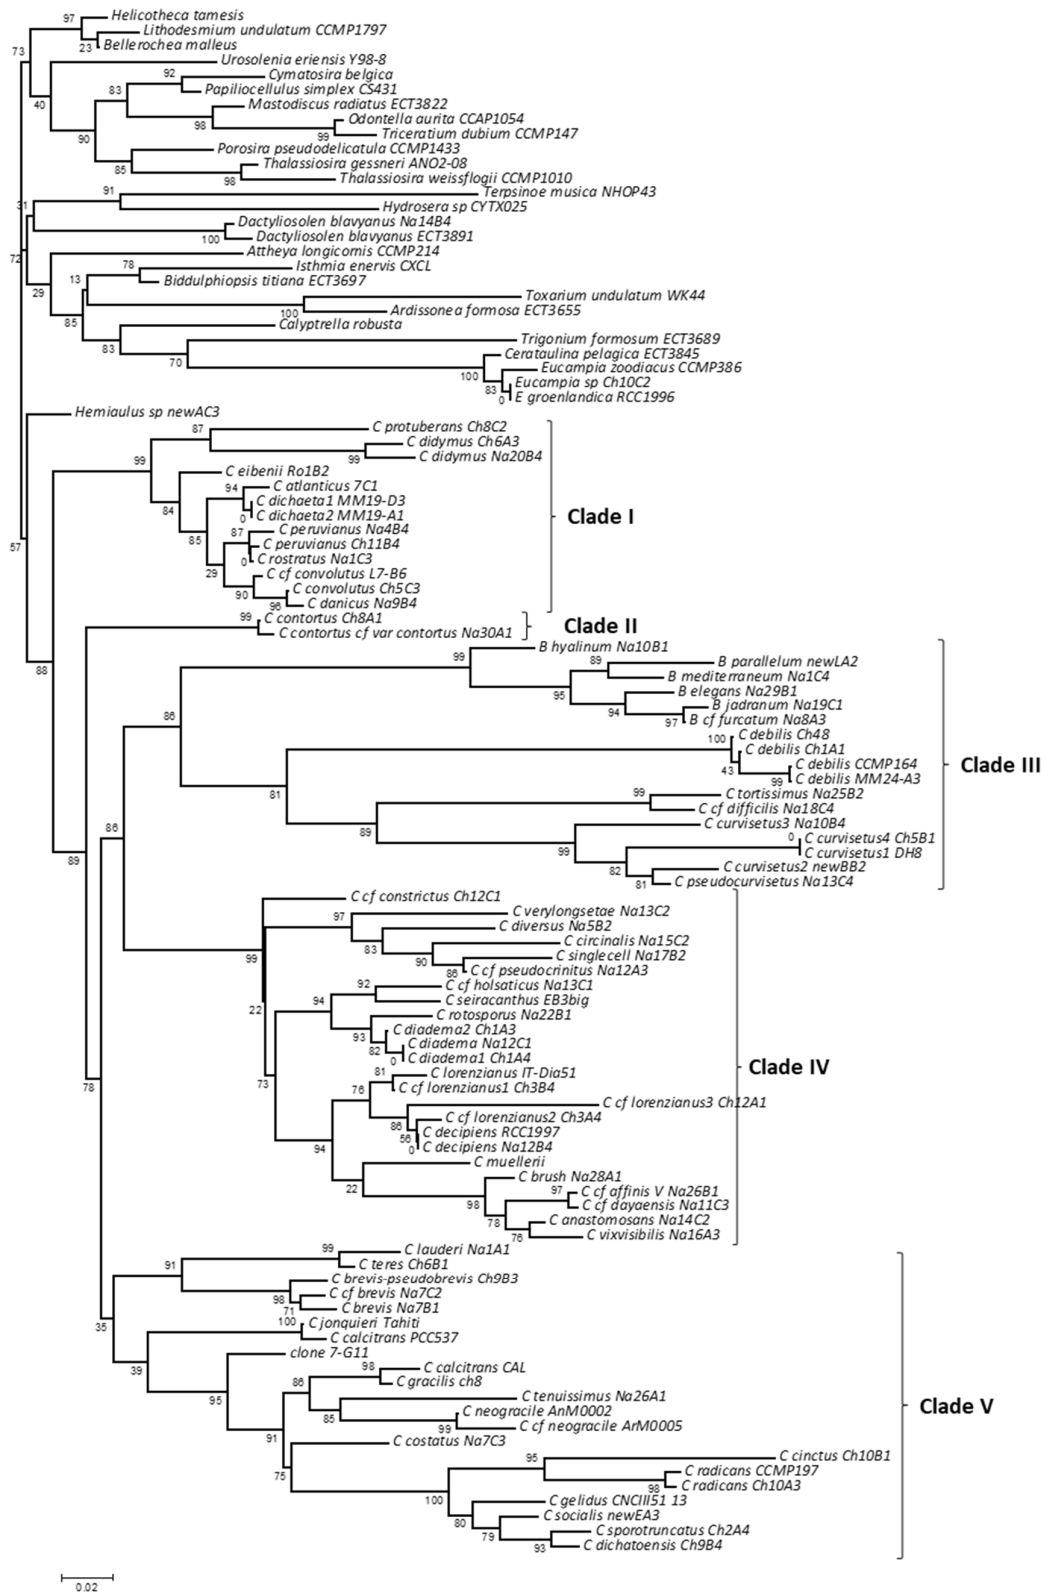 97
Helicotheca tamesis
Lithodesmium undulatum CCMP1797
73
23
Bellerochea malleus
Urosolenia eriensis Y98-8
92
Cymatosira belgica
83
Papiliocellulus simplex CS431
40
Mastodiscus radiatus ECT3822
98
Odontella aurita CCAP1054
90
99
Triceratium dubium CCMP147
Porosira pseudodelicatula CCMP1433
85
Thalassiosira gessneri ANO2-08
98
Thalassiosira weissflogii CCMP1010
91
Terpsinoe musica NHOP43
31
Hydrosera sp CYTX025
Dactyliosolen blavyanus Na14B4
100
Dactyliosolen blavyanus ECT3891
72
Attheya longicornis CCMP214
78
Isthmia enervis CXCL
13
Biddulphiopsis titiana ECT3697
29
Toxarium undulatum WK44
100
Ardissonea formosa ECT3655
85
Calyptrella robusta
83
Trigonium formosum ECT3689
70
Cerataulina pelagica ECT3845
100
Eucampia zoodiacus CCMP386
83
Eucampia sp Ch10C2
0
E groenlandica RCC1996
Hemiaulus sp newAC3
87
C protuberans Ch8C2
C didymus Ch6A3
99
99
C didymus Na20B4
C eibenii Ro1B2
94
C atlanticus 7C1
84
C dichaeta1 MM19-D3
0
C dichaeta2 MM19-A1
Clade I
85
87
C peruvianus Na4B4
57
C peruvianus Ch11B4
0
C rostratus Na1C3
29
C cf convolutus L7-B6
90
C convolutus Ch5C3
96
C danicus Na9B4
99
C contortus Ch8A1
C contortus cf var contortus Na30A1
Clade II
99
B hyalinum Na10B1
88
89
B parallelum newLA2
B mediterraneum Na1C4
95
B elegans Na29B1
94
B jadranum Na19C1
86
97
B cf furcatum Na8A3
100
C debilis Ch48
C debilis Ch1A1
43
C debilis CCMP164
Clade III
99
C debilis MM24-A3
81
99
C tortissimus Na25B2
C cf difficilis Na18C4
89
C curvisetus3 Na10B4
86
0
C curvisetus4 Ch5B1
99
C curvisetus1 DH8
89
82
C curvisetus2 newBB2
81
C pseudocurvisetus Na13C4
C cf constrictus Ch12C1
97
C verylongsetae Na13C2
C diversus Na5B2
83
C circinalis Na15C2
99
90
C singlecell Na17B2
86
C cf pseudocrinitus Na12A3
92
C cf holsaticus Na13C1
94
C seiracanthus EB3big
22
C rotosporus Na22B1
93
C diadema2 Ch1A3
82
C diadema Na12C1
0
C diadema1 Ch1A4
Clade IV
81
C lorenzianus IT-Dia51
73
78
76
C cf lorenzianus1 Ch3B4
C cf lorenzianus3 Ch12A1
86
C cf lorenzianus2 Ch3A4
56
C decipiens RCC1997
94
0
C decipiens Na12B4
C muellerii
22
C brush Na28A1
98
97
C cf affinis V Na26B1
C cf dayaensis Na11C3
78
C anastomosans Na14C2
76
C vixvisibilis Na16A3
99
C lauderi Na1A1
91
C teres Ch6B1
C brevis-pseudobrevis Ch9B3
98
C cf brevis Na7C2
71
C brevis Na7B1
35
100
C jonquieri Tahiti
C calcitrans PCC537
39
clone 7-G11
98
C calcitrans CAL
86
C gracilis ch8
95
C tenuissimus Na26A1
85
C neogracile AnM0002
Clade V
99
C cf neogracile ArM0005
91
C costatus Na7C3
95
C cinctus Ch10B1
75
C radicans CCMP197
98
C radicans Ch10A3
100
C gelidus CNCIII51 13
80
C socialis newEA3
79
C sporotruncatus Ch2A4
93
C dichatoensis Ch9B4
0.02